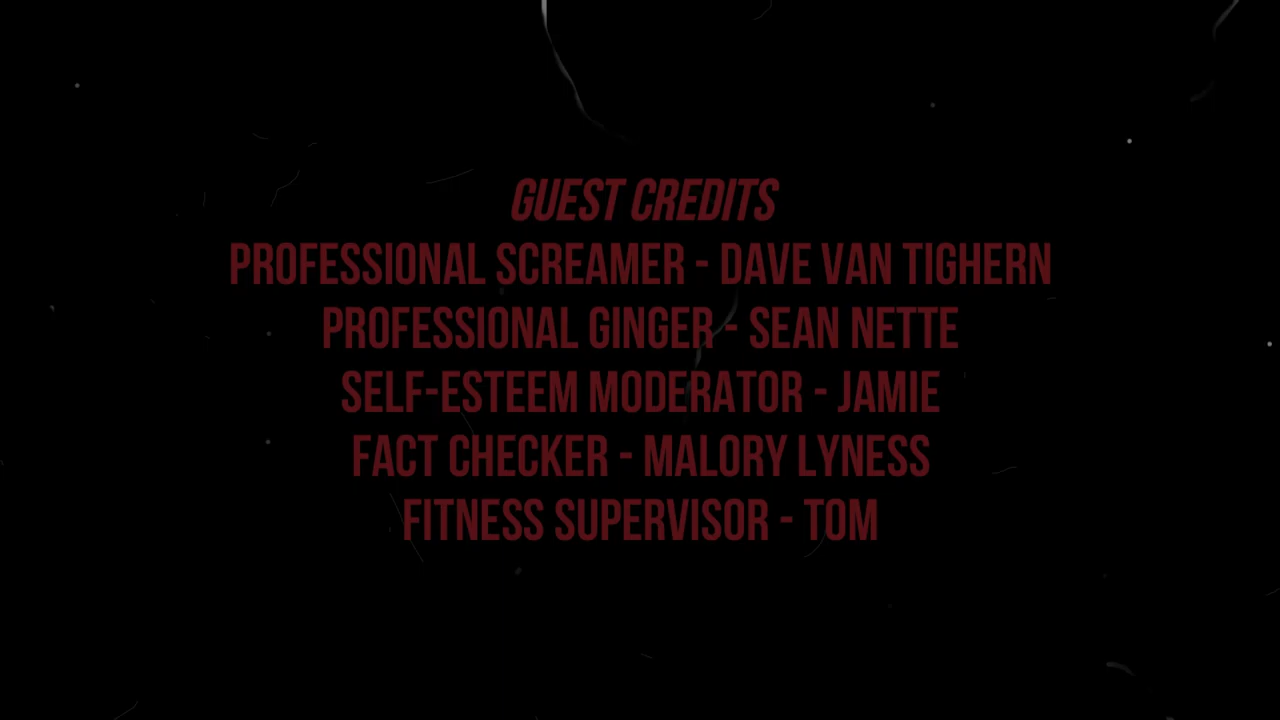 GUEST CREDITS
PROFESSIONAL SCREAMER - DAVE VAN TIGHERN
PROFESSIONAL GINGER - SEAN NETTE
SELF-ESTEEM MODERATOR - JAMIE
FACT CHECKER - MALORY LYNESS
FITNESS SUPERVISOR - TOM